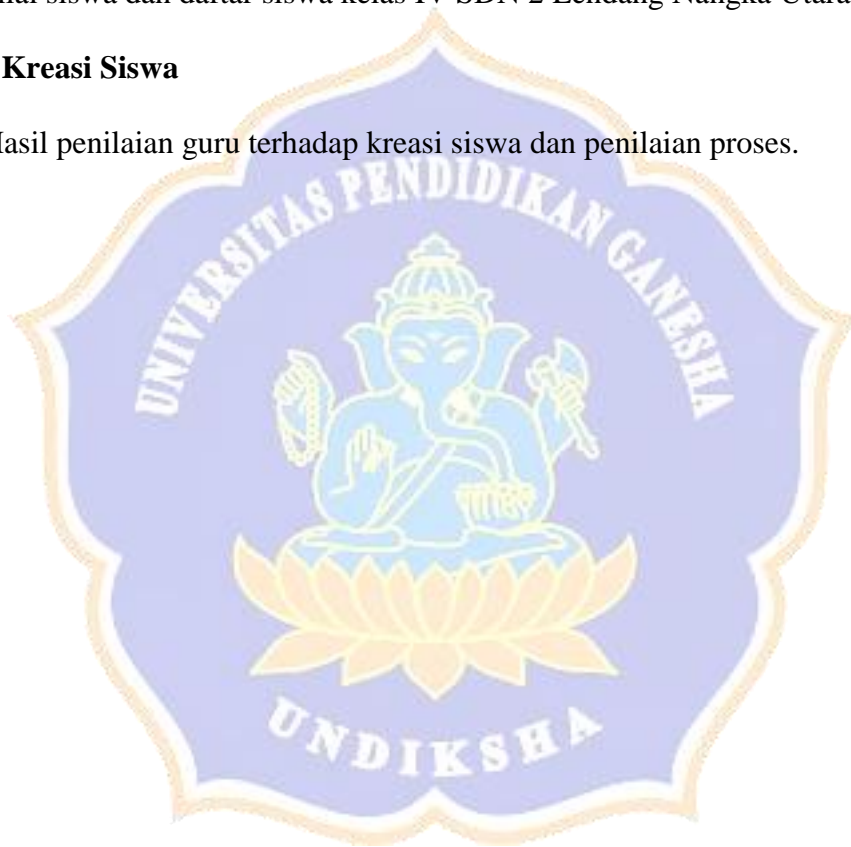 siswa dan daftar siswa kelas IV SDN 2 Lendang Nangka Utara
Kreasi Siswa
Hasil penilaian guru terhadap kreasi siswa dan penilaian proses.
UNIVERSITAS PENDIDIKAN GANESHA
UNDIKSHA